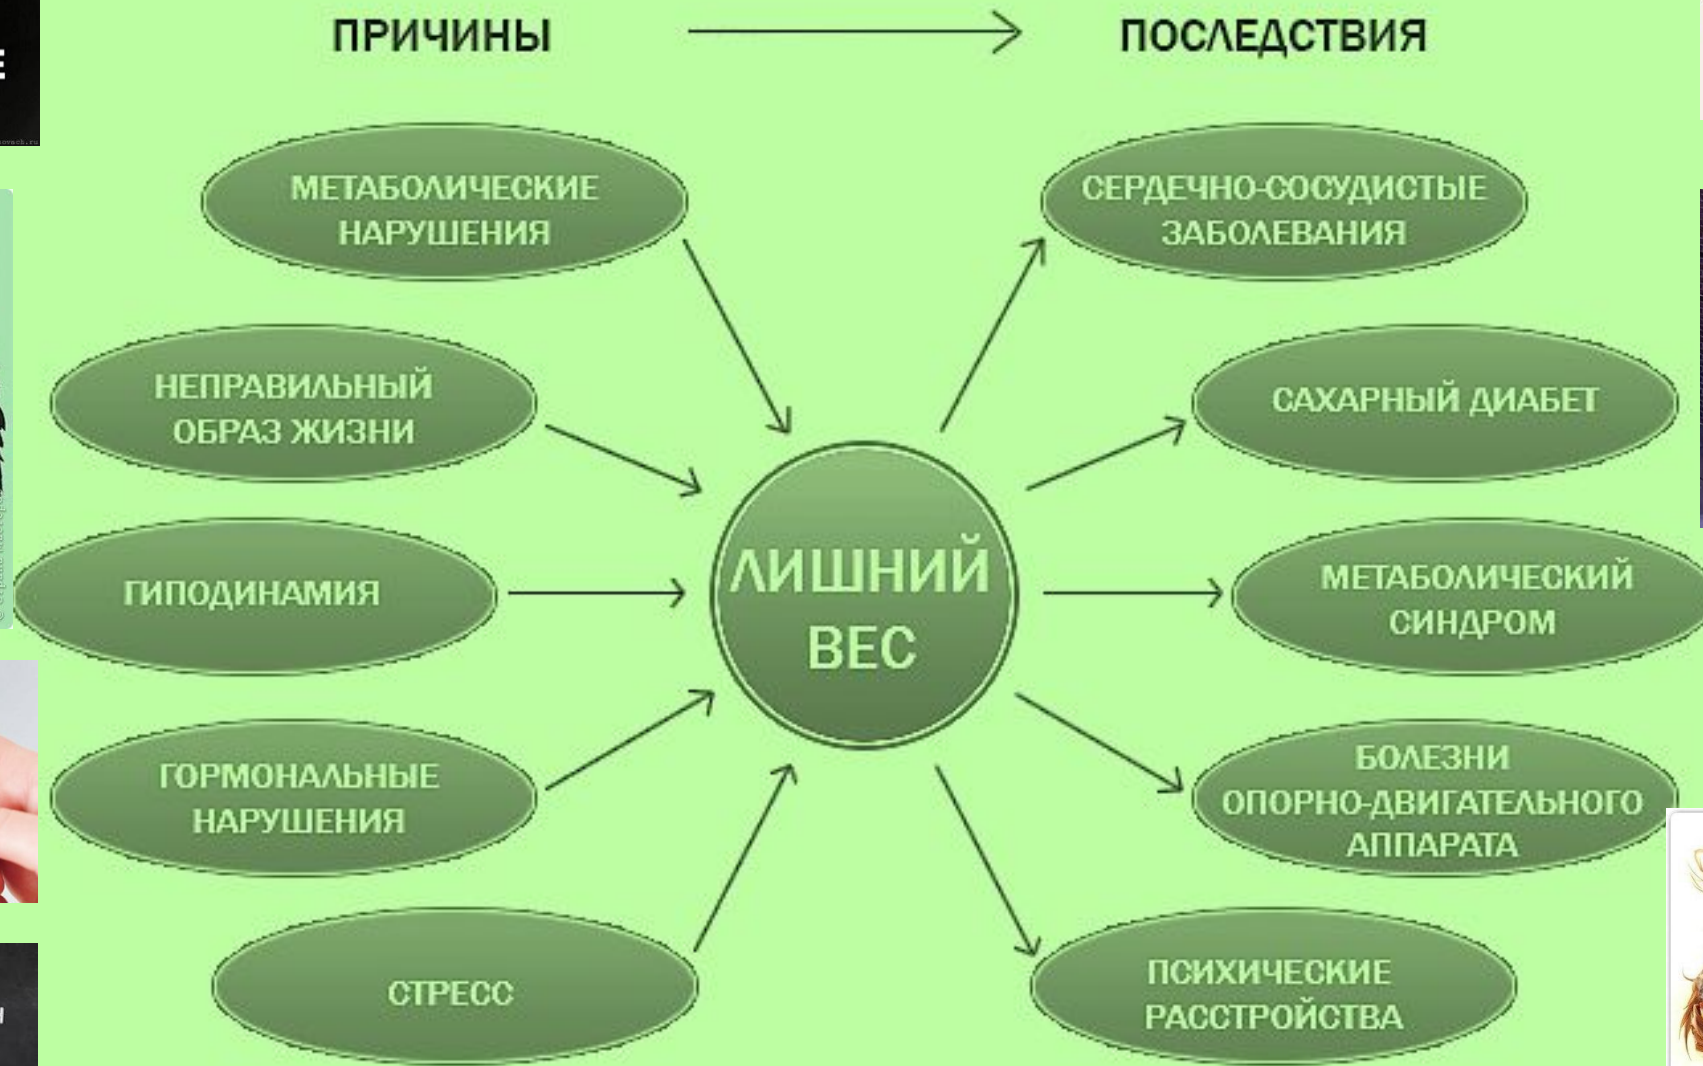 ПРИЧИНЫ
ПОСЛЕДСТВИЯ
МЕТАБОЛИЧЕСКИЕ
НАРУШЕНИЯ
НЕПРАВИЛЬНЫЙ
ОБРАЗ ЖИЗНИ
ГИПОДИНАМИЯ
ГОРМОНАЛЬНЫЕ
НАРУШЕНИЯ
СТРЕСС
ЛИШНИЙ
ВЕС
СЕРДЕЧНО-СОСУДИСТЫЕ
ЗАБОЛЕВАНИЯ
САХАРНЫЙ ДИАБЕТ
МЕТАБОЛИЧЕСКИЙ
СИНДРОМ
БОЛЕЗНИ
ОПОРНО-ДВИГАТЕЛЬНОГО
АППАРАТА
ПСИХИЧЕСКИЕ
РАССТРОЙСТВА